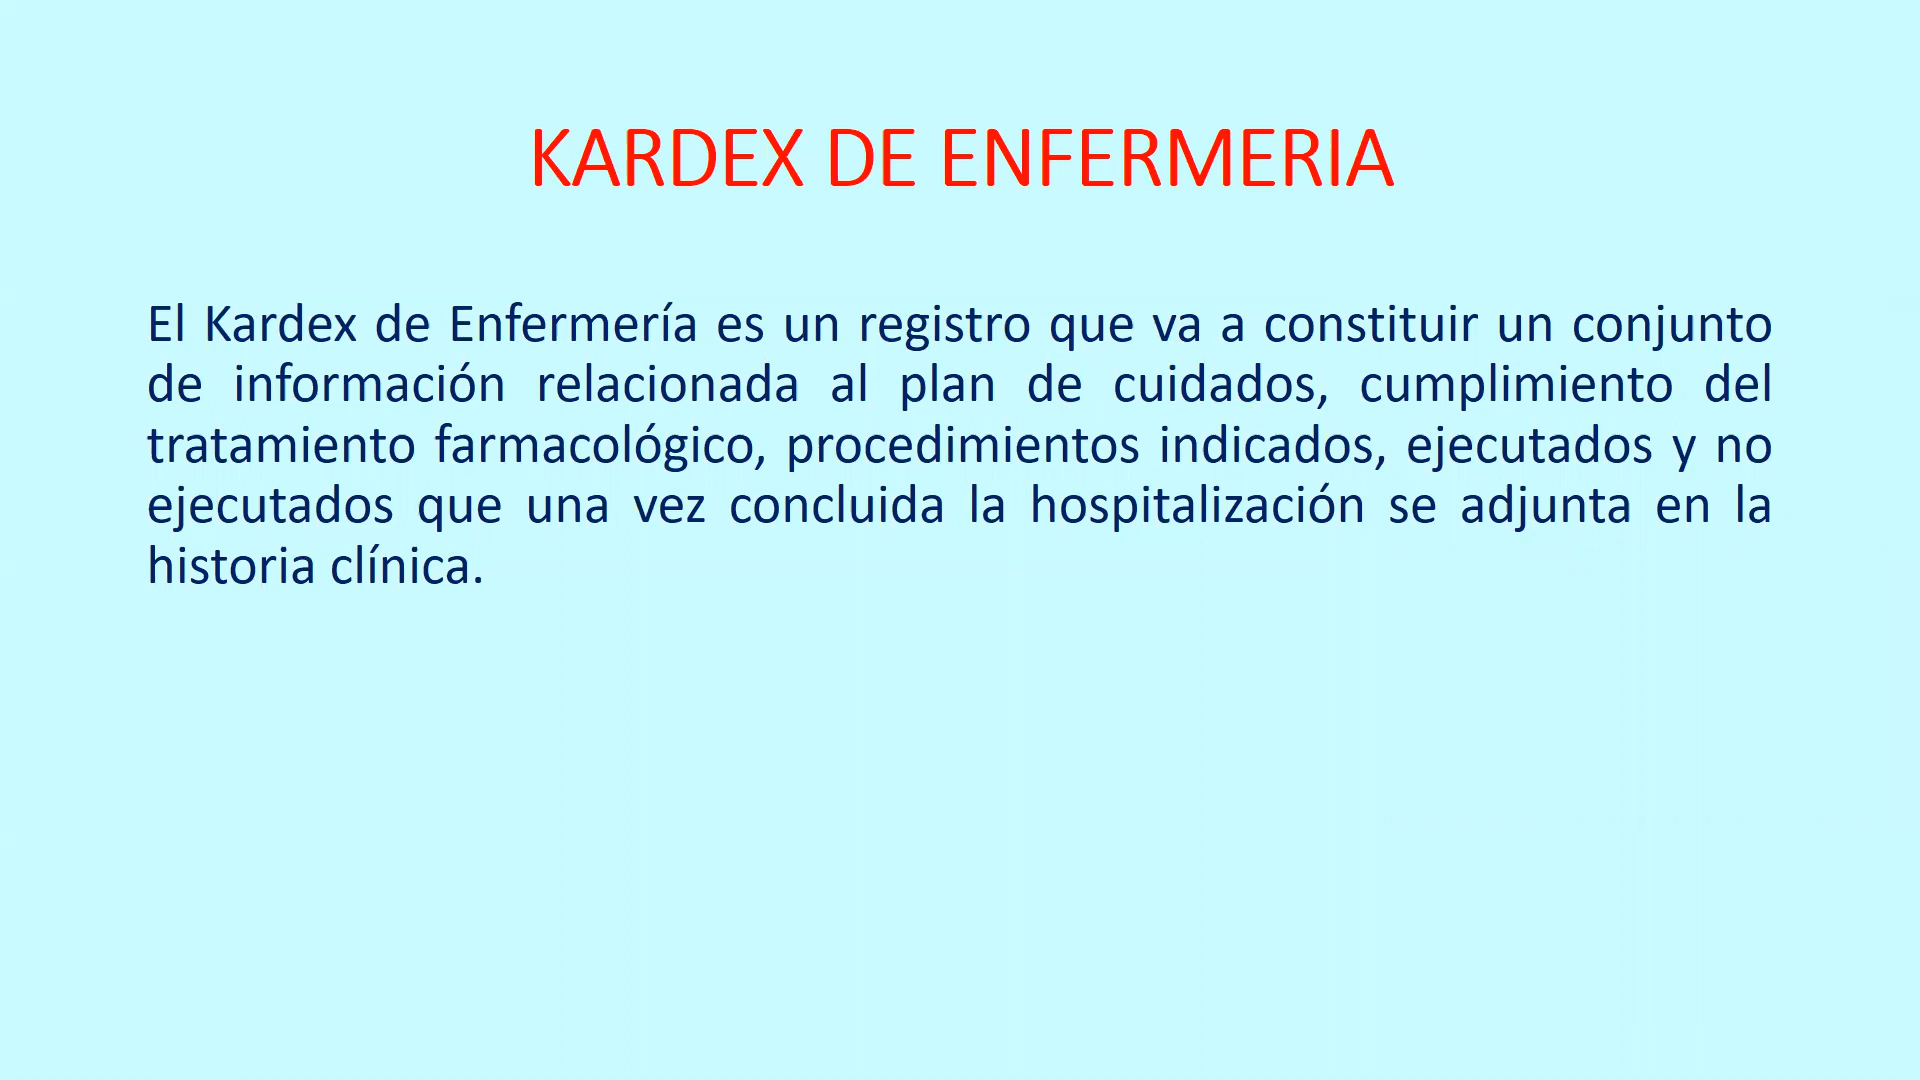 KARDEX DE ENFERMERIA
El Kardex de Enfermería es un registro que va a constituir un conjunto
de información relacionada al plan de cuidados, cumplimiento del
tratamiento farmacológico, procedimientos indicados, ejecutados y no
ejecutados que una vez concluida la hospitalización se adjunta en la
historia clínica.